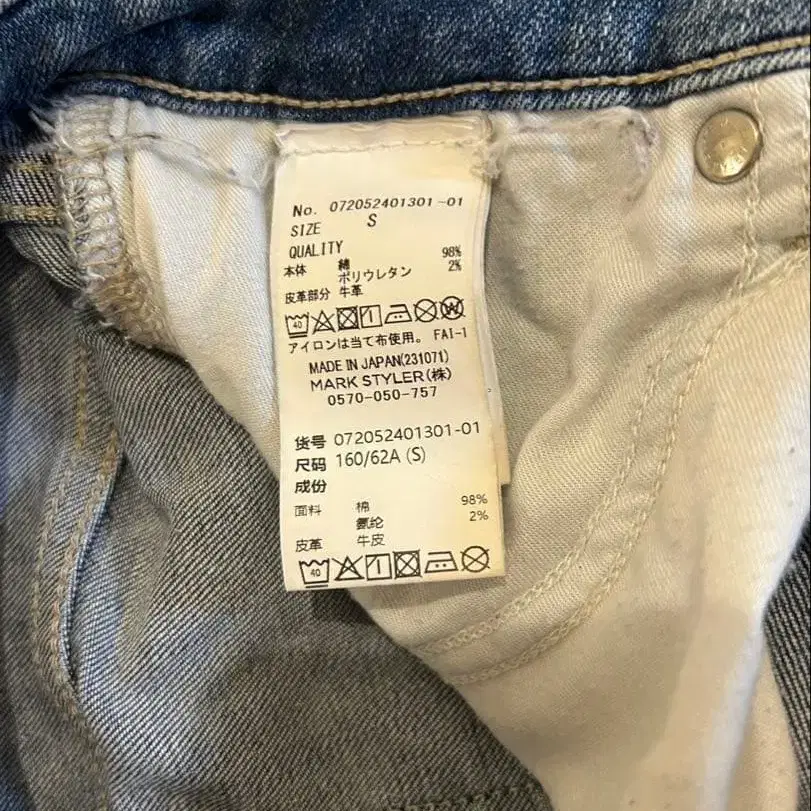 No. 072052401301-01
SIZE S
QUALITY
本体 綿 98%
ポリウレタン 2%
皮革部分 牛革
40
アイロンは当て布使用。 FAI-1
MADE IN JAPAN(231071)
MARK STYLER(株)
0570-050-757
货号 072052401301-01
尺码 160/62A (S)
成份
面料 棉 98%
氨纶 2%
皮革 牛皮
40